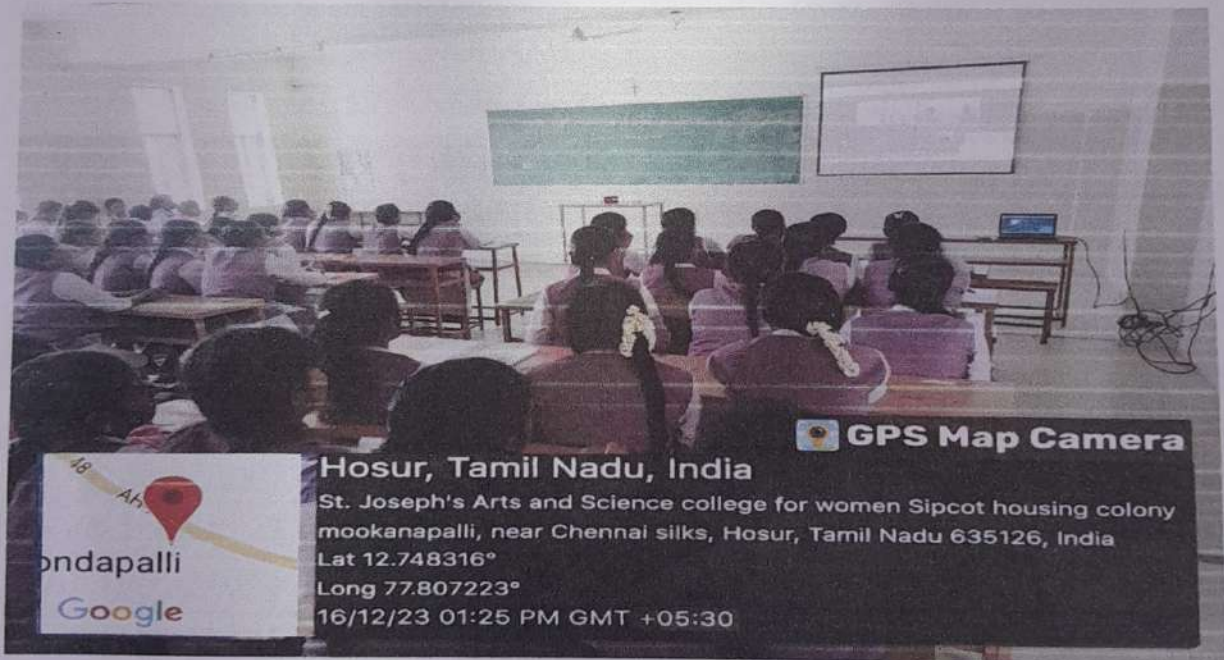 GPS Map Camera
Hosur, Tamil Nadu, India
St. Joseph's Arts and Science college for women Sipcot housing colony
mookanapalli, near Chennai silks, Hosur, Tamil Nadu 635126, India
Lat 12.748316°
Long 77.807223°
16/12/23 01:25 PM GMT +05:30
48
AH
ondapalli
Google